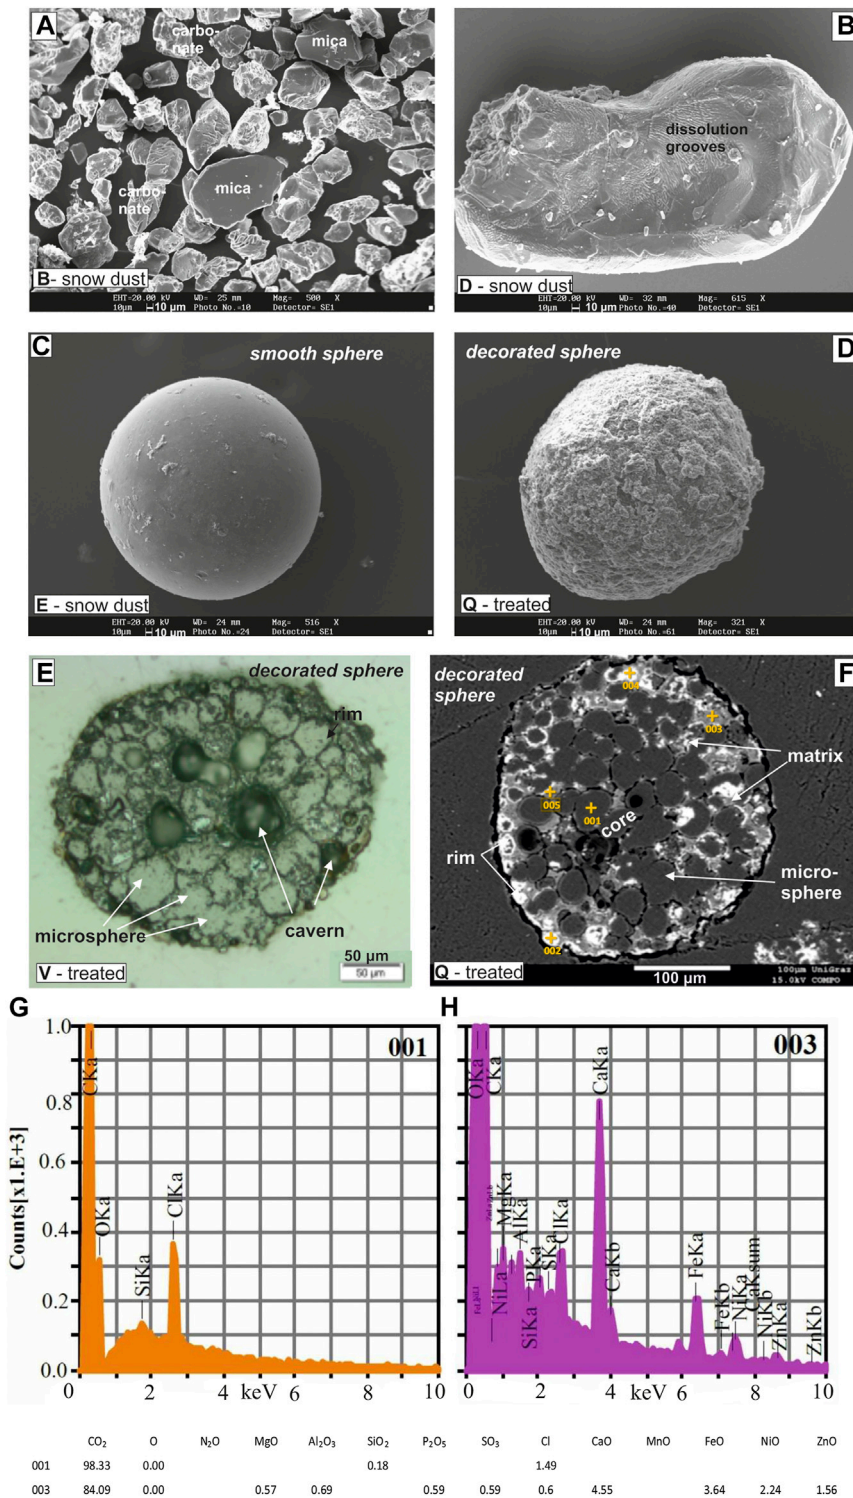 A
carbo-
nate
mica
carbo-
nate
mica
B- snow dust
EHT=20.00 kV WD= 25 mm Mag= 500 X
10µm 10 µm Photo No.=10 Detector= SE1
B
dissolution
grooves
D - snow dust
EHT=20.00 kV WD= 32 mm Mag= 615 X
10µm 10 µm Photo No.=40 Detector= SE1
C
smooth sphere
E - snow dust
EHT=20.00 kV WD= 24 mm Mag= 516 X
10µm 10 µm Photo No.=24 Detector= SE1
decorated sphere
D
Q - treated
EHT=20.00 kV WD= 24 mm Mag= 321 X
10µm 10 µm Photo No.=61 Detector= SE1
E
decorated sphere
rim
microsphere
cavern
V - treated
50 µm
50 µm
decorated
sphere
F
004
003
matrix
005
001
core
rim
micro-
sphere
002
Q - treated
100 µm
100µm UniGraz
15.0kV COMPO
G
001
Counts[x1.E+3]
1.0
0.8
0.6
0.4
0.2
0.0
CKa
OKa
SiKa
ClKa
0 2 keV 4 6 8 10
H
003
OKa
CKa
NiLa
MgKa
AlKa
SiKa
PKa
SKa
ClKa
CaKa
CaKb
FeKa
FeKb
NiKa
CaKsum
NiKb
ZnKa
ZnKb
0 2 keV 4 6 8 10
CO2 O N2O MgO Al2O3 SiO2 P2O5 SO3 Cl CaO MnO FeO NiO ZnO
001 98.33 0.00 0.18 1.49
003 84.09 0.00 0.57 0.69 0.59 0.59 0.6 4.55 3.64 2.24 1.56